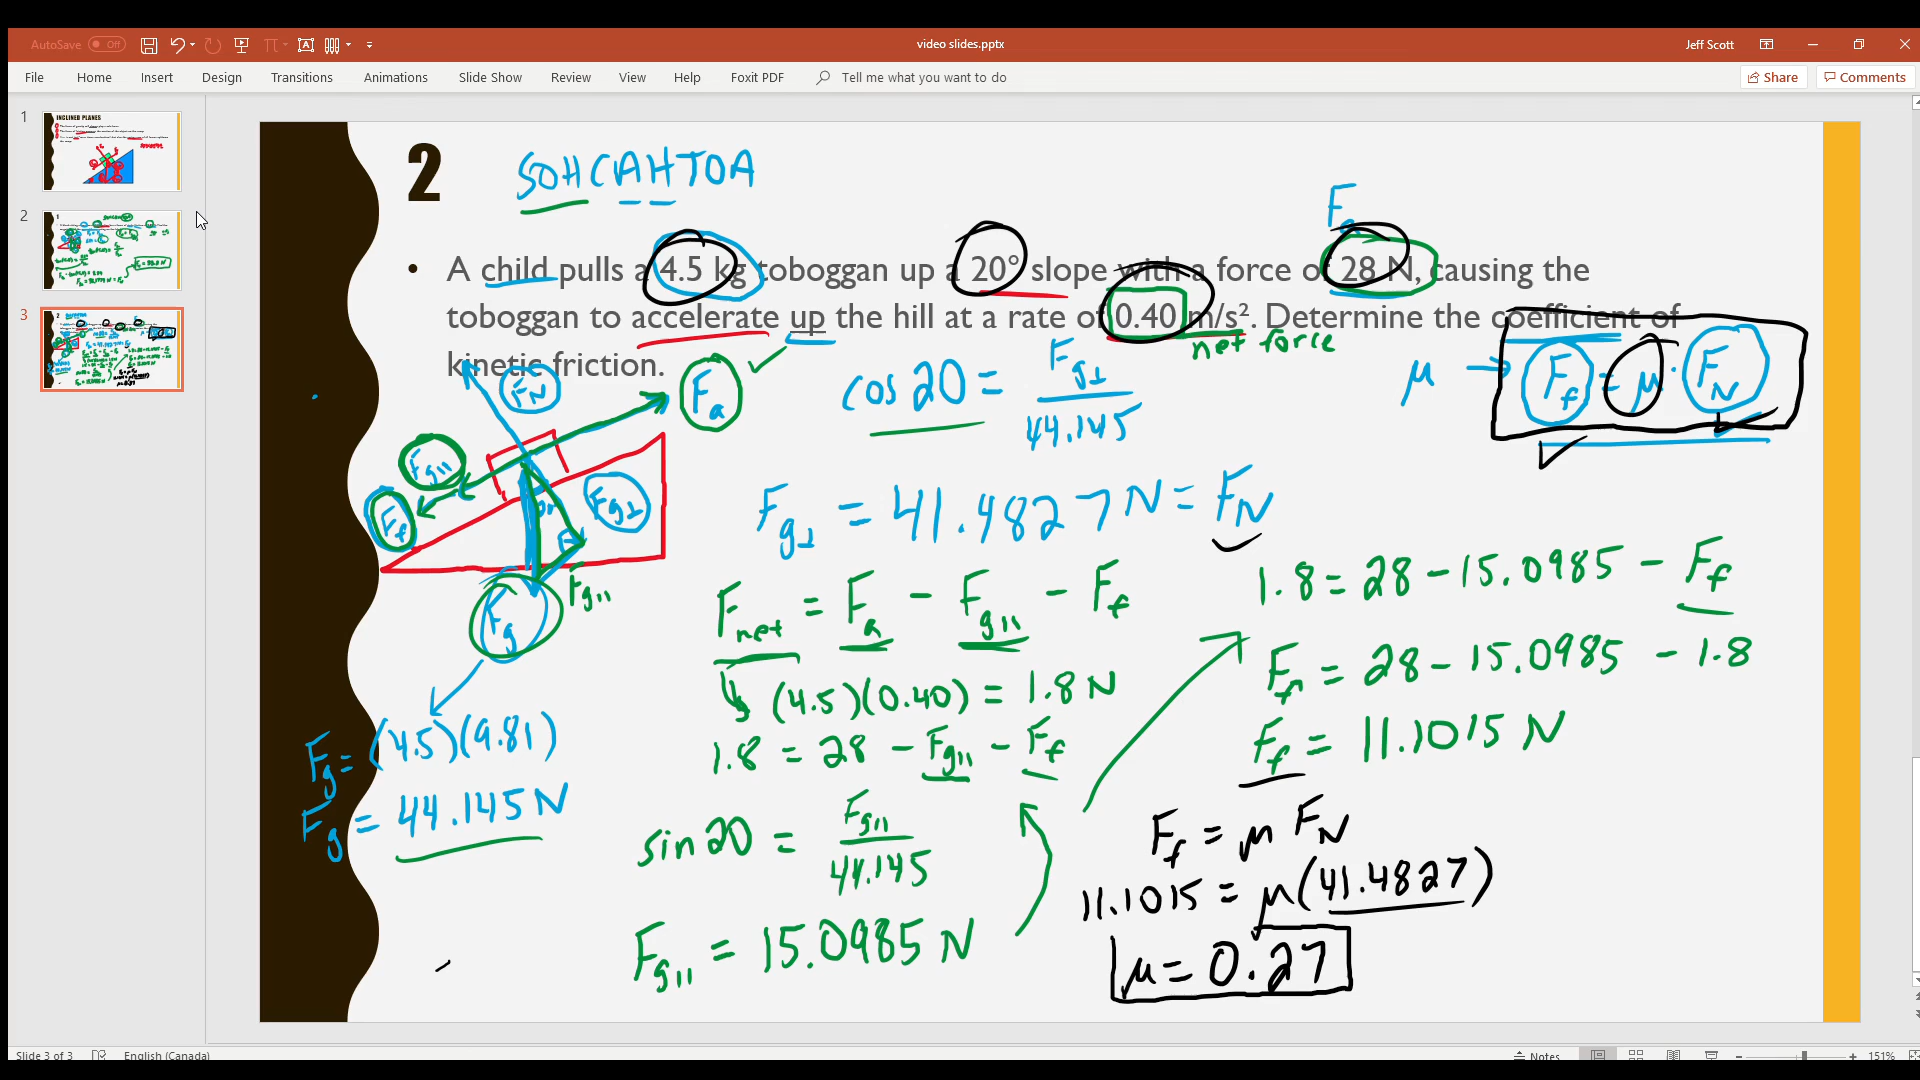 AutoSave Off
video slides.pptx
Jeff Scott
File Home Insert Design Transitions Animations Slide Show Review View Help Foxit PDF Tell me what you want to do Share Comments
1
INCLINED PLANES
2
3
2
SOHCAHTOA
Fa
• A child pulls a 4.5 kg toboggan up a 20° slope with a force of 28 N, causing the
toboggan to accelerate up the hill at a rate of 0.40 m/s². Determine the coefficient of
kinetic friction.
net force
μ → Ff = μ · FN
FN
Fa
Fg||
Ff
Fg⊥
Fg
Fg||
cos 20 = Fg⊥ / 44.145
Fg⊥ = 41.4827 N = FN
Fg = (4.5)(9.81)
Fg = 44.145 N
Fnet = Fa - Fg|| - Ff
(4.5)(0.40) = 1.8 N
1.8 = 28 - Fg|| - Ff
sin 20 = Fg|| / 44.145
Fg|| = 15.0985 N
1.8 = 28 - 15.0985 - Ff
Ff = 28 - 15.0985 - 1.8
Ff = 11.1015 N
Ff = μ FN
11.1015 = μ(41.4827)
μ = 0.27
Slide 3 of 3 English (Canada) Notes 151%